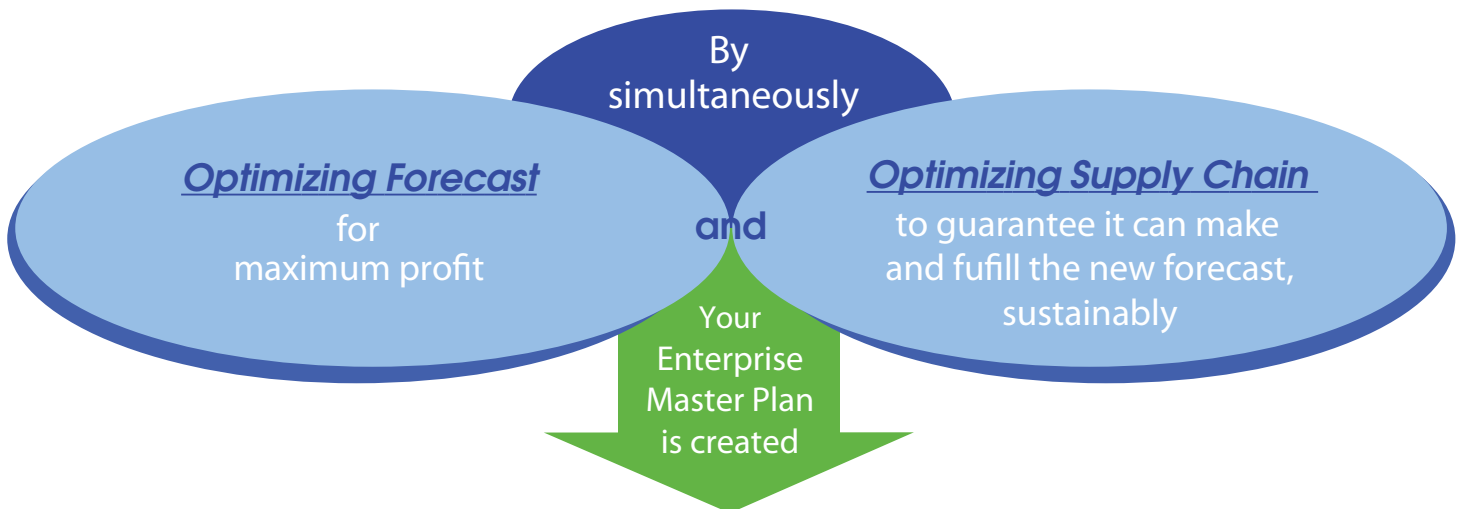 By
simultaneously
Optimizing Forecast
for
maximum profit
and
Optimizing Supply Chain
to guarantee it can make
and fufill the new forecast,
sustainably
Your
Enterprise
Master Plan
is created